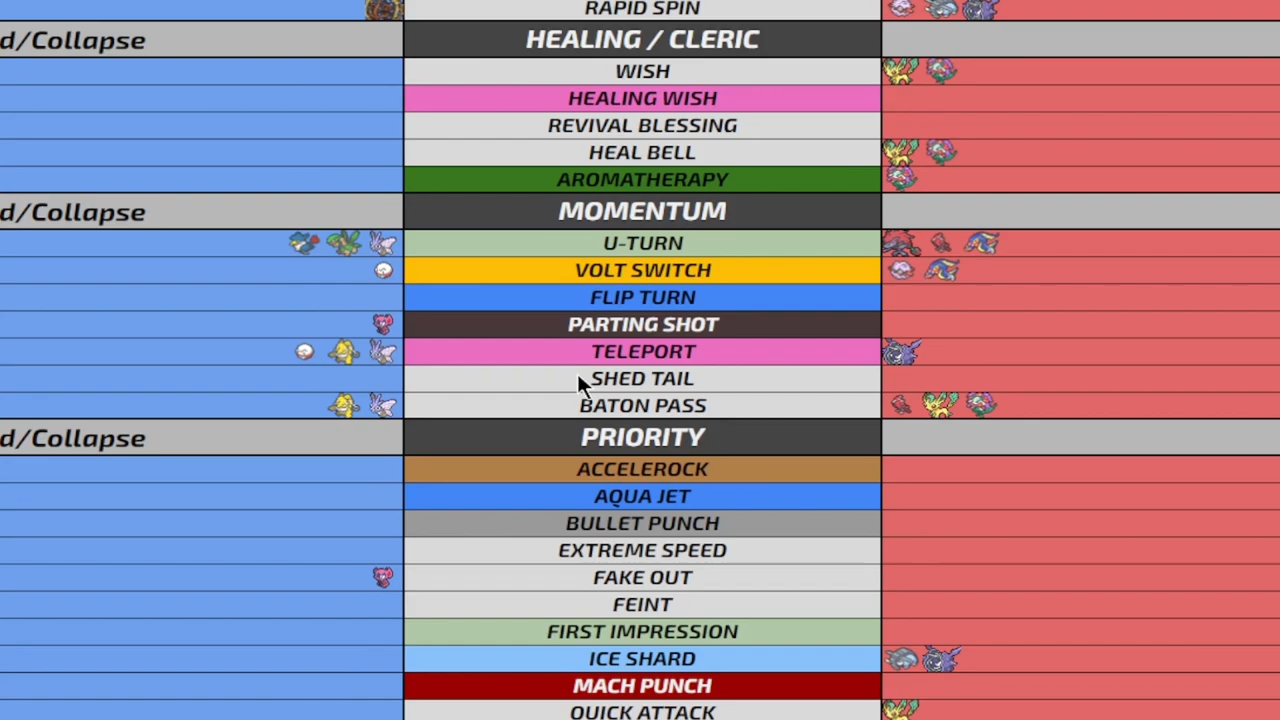 RAPID SPIN
d/Collapse HEALING / CLERIC
WISH
HEALING WISH
REVIVAL BLESSING
HEAL BELL
AROMATHERAPY
d/Collapse MOMENTUM
U-TURN
VOLT SWITCH
FLIP TURN
PARTING SHOT
TELEPORT
SHED TAIL
BATON PASS
d/Collapse PRIORITY
ACCELEROCK
AQUA JET
BULLET PUNCH
EXTREME SPEED
FAKE OUT
FEINT
FIRST IMPRESSION
ICE SHARD
MACH PUNCH
QUICK ATTACK